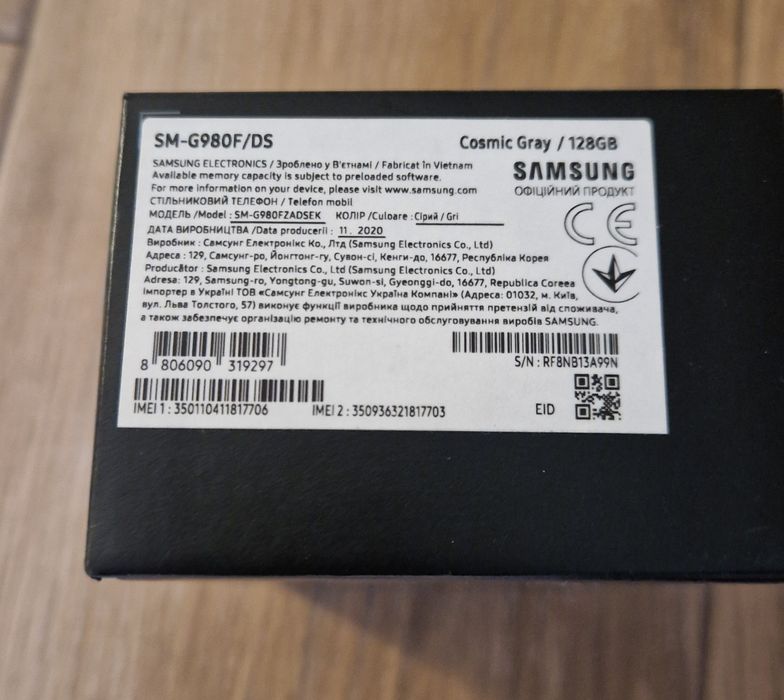 SM-G980F/DS
Cosmic Gray / 128GB
SAMSUNG ELECTRONICS / Зроблено у В'єтнамі / Fabricat în Vietnam
Available memory capacity is subject to preloaded software.
For more information on your device, please visit www.samsung.com
SAMSUNG
ОФІЦІЙНИЙ ПРОДУКТ
СТІЛЬНИКОВИЙ ТЕЛЕФОН / Telefon mobil
МОДЕЛЬ /Model : SM-G980FZADSEK КОЛІР /Culoare : Сірий / Gri
CE
ДАТА ВИРОБНИЦТВА /Data producerii : 11 . 2020
Виробник : Самсунг Електронікс Ко., Лтд (Samsung Electronics Co., Ltd)
Адреса : 129, Самсунг-ро, Йонгтонг-гу, Сувон-сі, Кенгі-до, 16677, Республіка Корея
Producător : Samsung Electronics Co., Ltd (Samsung Electronics Co., Ltd)
Adresa: 129, Samsung-ro, Yongtong-gu, Suwon-si, Gyeonggi-do, 16677, Republica Coreea
Імпортер в Україні ТОВ «Самсунг Електронікс Україна Компані» (Адреса: 01032, м. Київ,
вул. Льва Толстого, 57) виконує функції виробника щодо прийняття претензій від споживача,
а також забезпечує організацію ремонту та технічного обслуговування виробів SAMSUNG.
8 806090 319297
S/N : RF8NB13A99N
IMEI 1 : 350110411817706 IMEI 2 : 350936321817703
EID